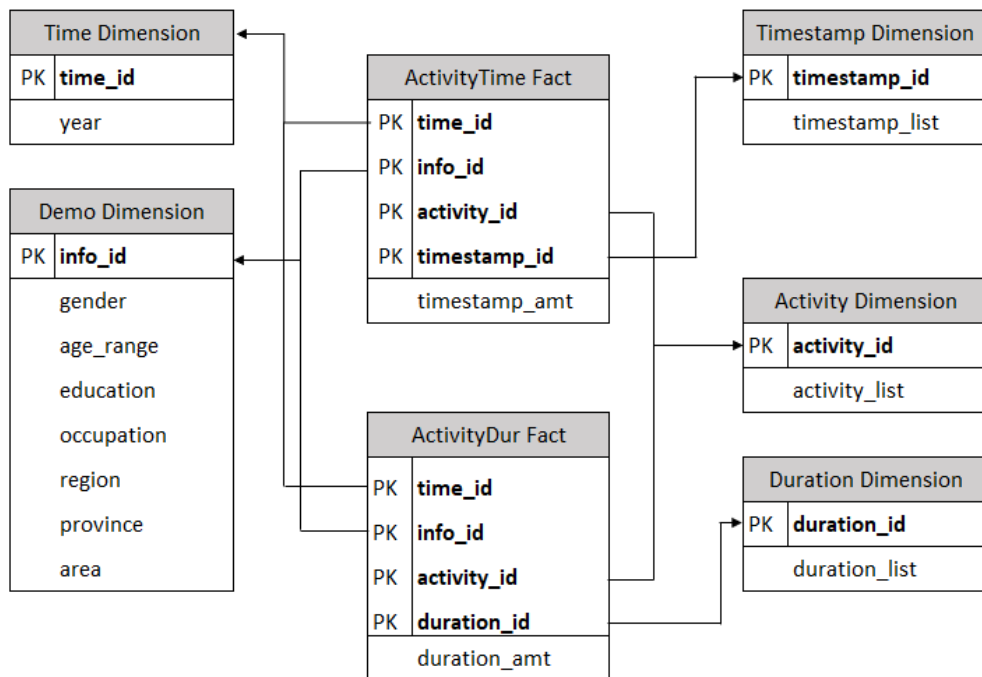 Time Dimension
PK time_id
year
Demo Dimension
PK info_id
gender
age_range
education
occupation
region
province
area
ActivityTime Fact
PK time_id
PK info_id
PK activity_id
PK timestamp_id
timestamp_amt
ActivityDur Fact
PK time_id
PK info_id
PK activity_id
PK duration_id
duration_amt
Timestamp Dimension
PK timestamp_id
timestamp_list
Activity Dimension
PK activity_id
activity_list
Duration Dimension
PK duration_id
duration_list